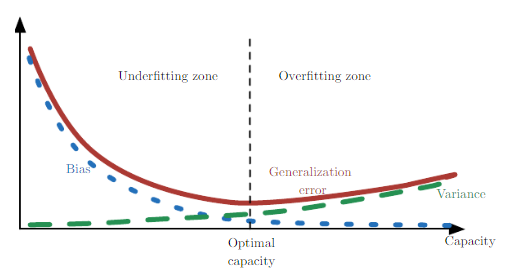 Underfitting zone
Overfitting zone
Bias
Generalization
error
Variance
Capacity
Optimal
capacity